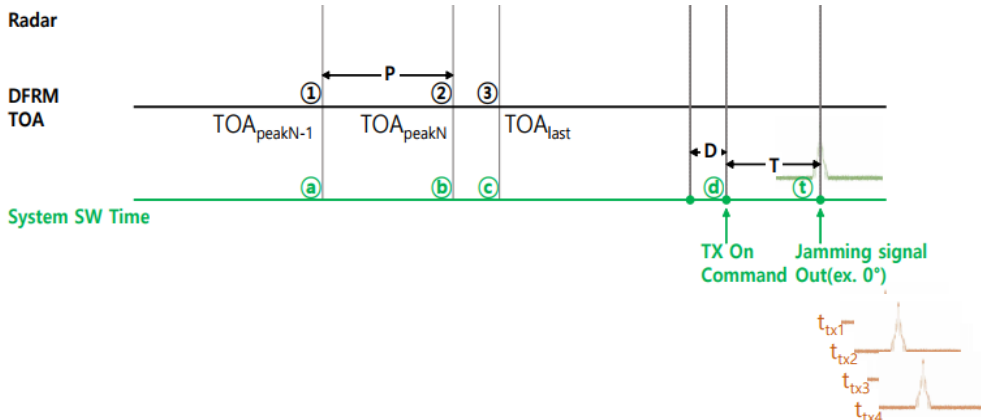 Radar
P
DFRM
TOA
① ② ③
TOApeakN-1 TOApeakN TOAlast
D
T
ⓐ ⓑ ⓒ ⓓ ⓣ
System SW Time
TX On
Command
Jamming signal
Out(ex. 0°)
ttx1
ttx2
ttx3
ttx4